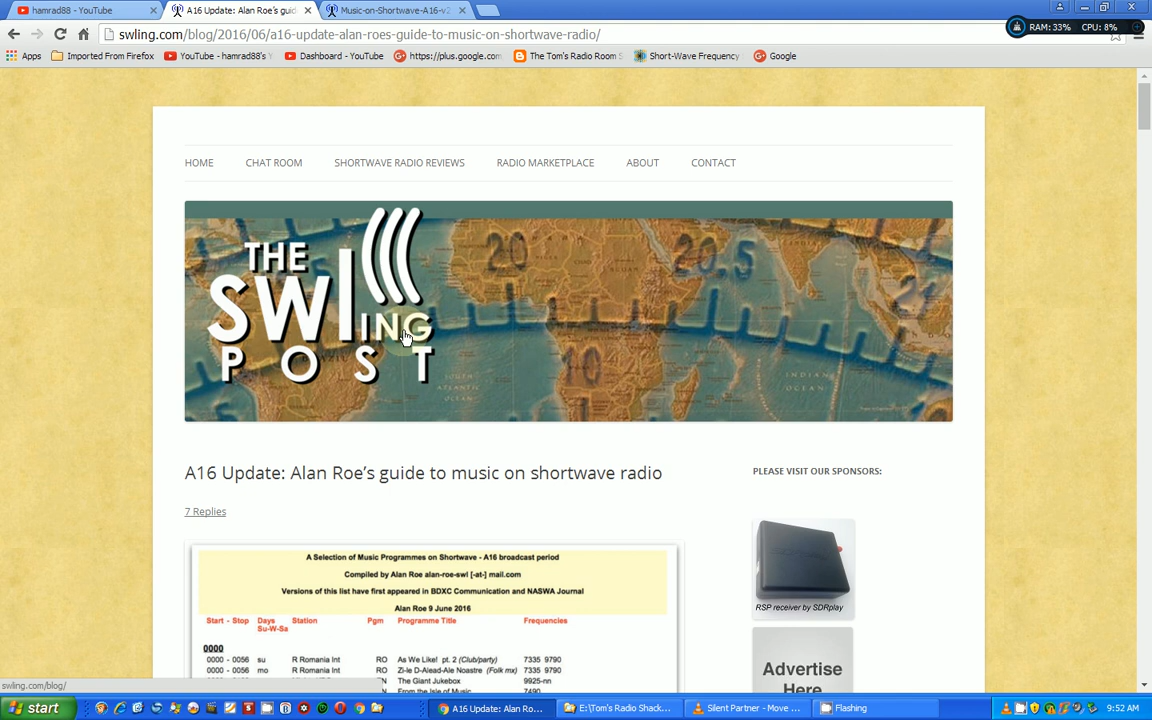 hamrad88 - YouTube
A16 Update: Alan Roe's guid
Music-on-Shortwave-A16-v2
swling.com/blog/2016/06/a16-update-alan-roes-guide-to-music-on-shortwave-radio/
RAM: 33% CPU: 8%
Apps
Imported From Firefox
YouTube - hamrad88's
Dashboard - YouTube
https://plus.google.com
The Tom's Radio Room S
Short-Wave Frequency
Google
HOME
CHAT ROOM
SHORTWAVE RADIO REVIEWS
RADIO MARKETPLACE
ABOUT
CONTACT
THE
SWLING
POST
20
20.5
10
SOUTH
ATLANTIC
OCEAN
INDIAN
OCEAN
A16 Update: Alan Roe's guide to music on shortwave radio
7 Replies
A Selection of Music Programmes on Shortwave - A16 broadcast period
Compiled by Alan Roe alan-roe-swl [-at-] mail.com
Versions of this list have first appeared in BDXC Communication and NASWA Journal
Alan Roe 9 June 2016
Start - Stop Days Station Pgm Programme Title Frequencies
Su-W-Sa
0000
0000 - 0056 su R Romania Int RO As We Like! pt. 2 (Club/party) 7335 9790
0000 - 0056 mo R Romania Int RO Zi-le D-Alead-Ale Noastre (Folk mx) 7335 9790
The Giant Jukebox 9925-nn
From the Isle of Music 7490
PLEASE VISIT OUR SPONSORS:
RSP receiver by SDRplay
Advertise
Here
swling.com/blog/
start
A16 Update: Alan Ro...
E:\Tom's Radio Shack...
Silent Partner - Move ...
Flashing
9:52 AM